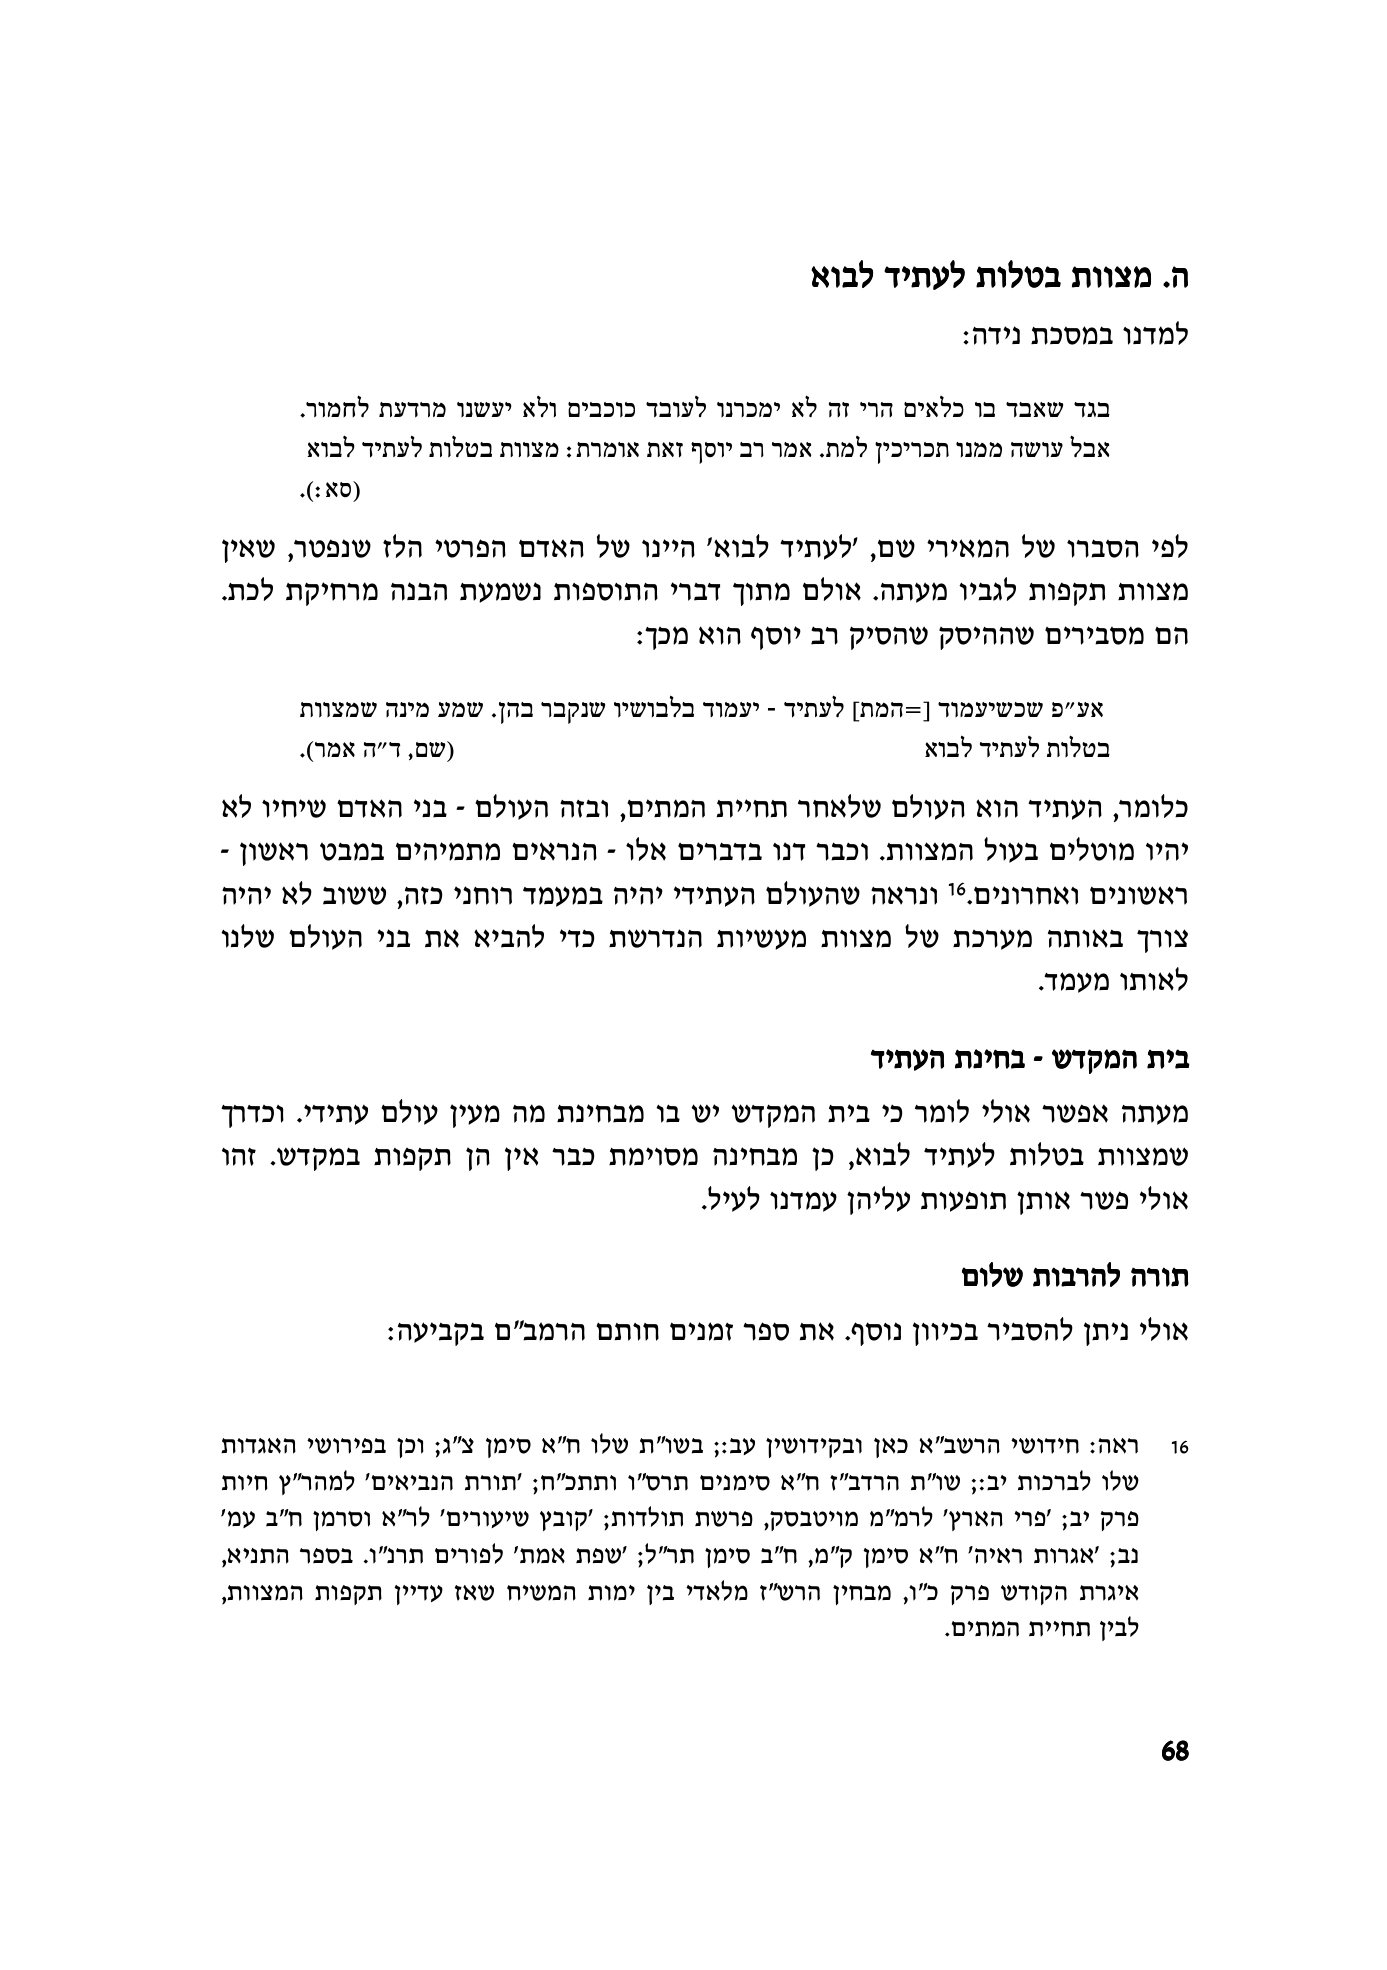 ה. מצוות בטלות לעתיד לבוא
למדנו במסכת נידה:
בגד שאבד בו כלאים הרי זה לא ימכרנו לעובד כוכבים ולא יעשנו מרדעת לחמור.
אבל עושה ממנו תכריכין למת. אמר רב יוסף זאת אומרת: מצוות בטלות לעתיד לבוא
(סא:).
לפי הסברו של המאירי שם, 'לעתיד לבוא' היינו של האדם הפרטי הלז שנפטר, שאין
מצוות תקפות לגביו מעתה. אולם מתוך דברי התוספות נשמעת הבנה מרחיקת לכת.
הם מסבירים שההיסק שהסיק רב יוסף הוא מכך:
אע"פ שכשיעמוד [=המת] לעתיד - יעמוד בלבושיו שנקבר בהן. שמע מינה שמצוות
בטלות לעתיד לבוא (שם, ד"ה אמר).
כלומר, העתיד הוא העולם שלאחר תחיית המתים, ובזה העולם - בני האדם שיחיו לא
יהיו מוטלים בעול המצוות. וכבר דנו בדברים אלו - הנראים מתמיהים במבט ראשון -
ראשונים ואחרונים.16 ונראה שהעולם העתידי יהיה במעמד רוחני כזה, ששוב לא יהיה
צורך באותה מערכת של מצוות מעשיות הנדרשת כדי להביא את בני העולם שלנו
לאותו מעמד.
בית המקדש - בחינת העתיד
מעתה אפשר אולי לומר כי בית המקדש יש בו מבחינת מה מעין עולם עתידי. וכדרך
שמצוות בטלות לעתיד לבוא, כן מבחינה מסוימת כבר אין הן תקפות במקדש. זהו
אולי פשר אותן תופעות עליהן עמדנו לעיל.
תורה להרבות שלום
אולי ניתן להסביר בכיוון נוסף. את ספר זמנים חותם הרמב"ם בקביעה:
16 ראה: חידושי הרשב"א כאן ובקידושין עב:; בשו"ת שלו ח"א סימן צ"ג; וכן בפירושי האגדות
שלו לברכות יב:; שו"ת הרדב"ז ח"א סימנים תרס"ו ותתכ"ח; 'תורת הנביאים' למהר"ץ חיות
פרק יב; 'פרי הארץ' לרמ"מ מויטבסק, פרשת תולדות; 'קובץ שיעורים' לר"א וסרמן ח"ב עמ'
נב; 'אגרות ראיה' ח"א סימן ק"מ, ח"ב סימן תר"ל; 'שפת אמת' לפורים תרנ"ו. בספר התניא,
איגרת הקודש פרק כ"ו, מבחין הרש"ז מלאדי בין ימות המשיח שאז עדיין תקפות המצוות,
לבין תחיית המתים.
68